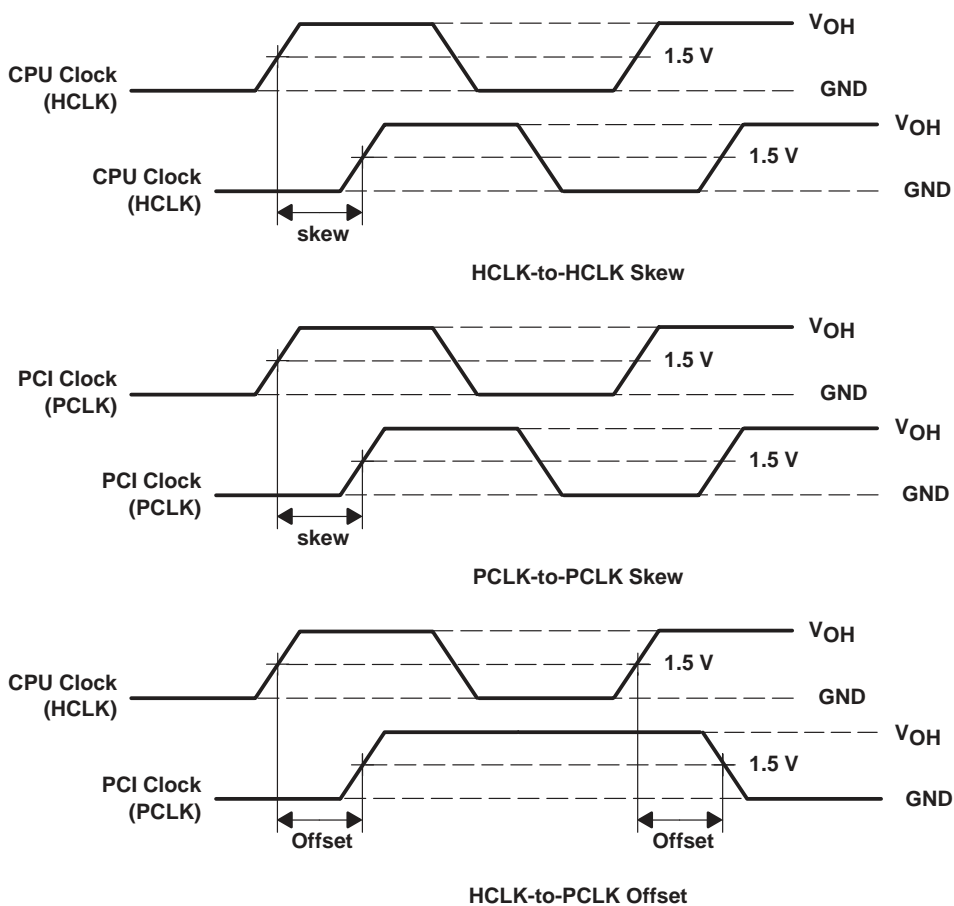 VOH
1.5 V
CPU Clock
(HCLK)
GND
VOH
1.5 V
CPU Clock
(HCLK)
GND
skew
HCLK-to-HCLK Skew
VOH
1.5 V
PCI Clock
(PCLK)
GND
VOH
1.5 V
PCI Clock
(PCLK)
GND
skew
PCLK-to-PCLK Skew
VOH
1.5 V
CPU Clock
(HCLK)
GND
VOH
1.5 V
PCI Clock
(PCLK)
GND
Offset
Offset
HCLK-to-PCLK Offset